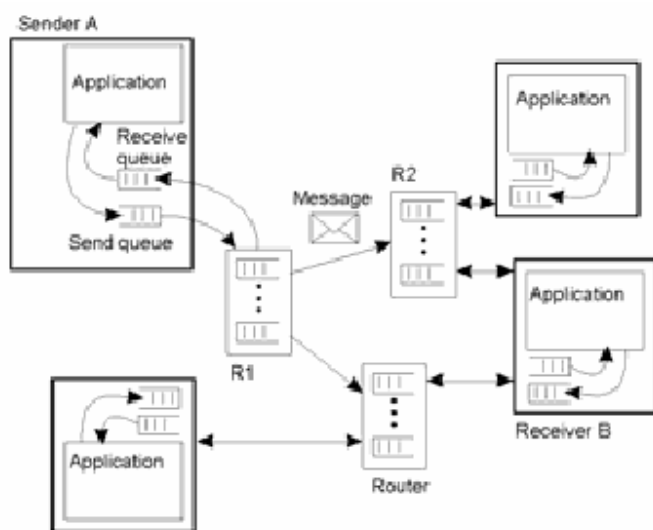 Sender A
Application
Receive
queue
Send queue
Message
R2
Application
Application
R1
Receiver B
Application
Router